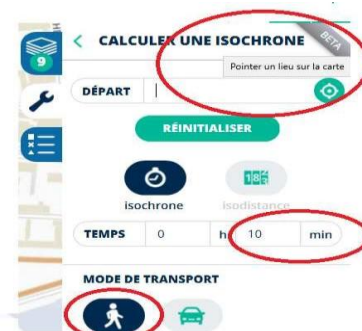 CALCULER UNE ISOCHRONE
BETA
Pointer un lieu sur la carte
9
DÉPART
RÉINITIALISER
isochrone
isodistance
TEMPS 0 h 10 min
MODE DE TRANSPORT